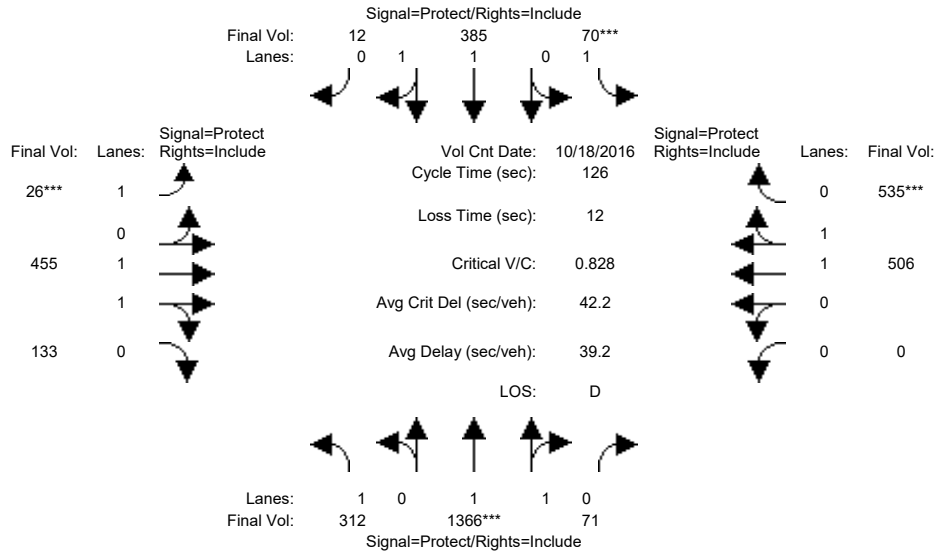 Signal=Protect/Rights=Include
Final Vol: 12 385 70***
Lanes: 0 1 1 0 1
Signal=Protect
Final Vol: Lanes: Rights=Include
Vol Cnt Date: 10/18/2016
Signal=Protect
Rights=Include Lanes: Final Vol:
Cycle Time (sec): 126
26*** 1
0 535***
Loss Time (sec): 12
0
1
455 1
Critical V/C: 0.828
1 506
1
Avg Crit Del (sec/veh): 42.2
0
133 0
Avg Delay (sec/veh): 39.2
0 0
LOS: D
Lanes: 1 0 1 1 0
Final Vol: 312 1366*** 71
Signal=Protect/Rights=Include